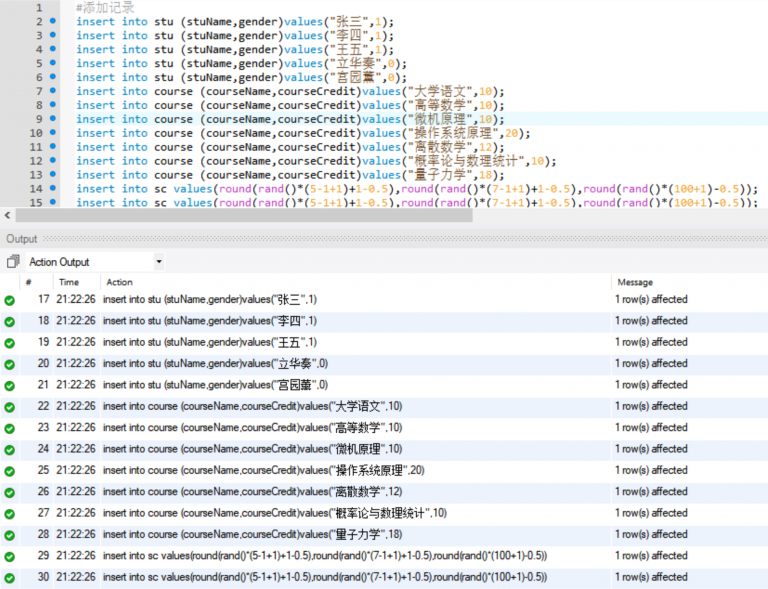 1 #添加记录
2 insert into stu (stuName,gender)values("张三",1);
3 insert into stu (stuName,gender)values("李四",1);
4 insert into stu (stuName,gender)values("王五",1);
5 insert into stu (stuName,gender)values("立华奏",0);
6 insert into stu (stuName,gender)values("宫园薰",0);
7 insert into course (courseName,courseCredit)values("大学语文",10);
8 insert into course (courseName,courseCredit)values("高等数学",10);
9 insert into course (courseName,courseCredit)values("微机原理",10);
10 insert into course (courseName,courseCredit)values("操作系统原理",20);
11 insert into course (courseName,courseCredit)values("离散数学",12);
12 insert into course (courseName,courseCredit)values("概率论与数理统计",10);
13 insert into course (courseName,courseCredit)values("量子力学",18);
14 insert into sc values(round(rand()*(5-1+1)+1-0.5),round(rand()*(7-1+1)+1-0.5),round(rand()*(100+1)-0.5));
15 insert into sc values(round(rand()*(5-1+1)+1-0.5),round(rand()*(7-1+1)+1-0.5),round(rand()*(100+1)-0.5));
Output
Action Output
# Time Action Message
17 21:22:26 insert into stu (stuName,gender)values("张三",1) 1 row(s) affected
18 21:22:26 insert into stu (stuName,gender)values("李四",1) 1 row(s) affected
19 21:22:26 insert into stu (stuName,gender)values("王五",1) 1 row(s) affected
20 21:22:26 insert into stu (stuName,gender)values("立华奏",0) 1 row(s) affected
21 21:22:26 insert into stu (stuName,gender)values("宫园薰",0) 1 row(s) affected
22 21:22:26 insert into course (courseName,courseCredit)values("大学语文",10) 1 row(s) affected
23 21:22:26 insert into course (courseName,courseCredit)values("高等数学",10) 1 row(s) affected
24 21:22:26 insert into course (courseName,courseCredit)values("微机原理",10) 1 row(s) affected
25 21:22:26 insert into course (courseName,courseCredit)values("操作系统原理",20) 1 row(s) affected
26 21:22:26 insert into course (courseName,courseCredit)values("离散数学",12) 1 row(s) affected
27 21:22:26 insert into course (courseName,courseCredit)values("概率论与数理统计",10) 1 row(s) affected
28 21:22:26 insert into course (courseName,courseCredit)values("量子力学",18) 1 row(s) affected
29 21:22:26 insert into sc values(round(rand()*(5-1+1)+1-0.5),round(rand()*(7-1+1)+1-0.5),round(rand()*(100+1)-0.5)) 1 row(s) affected
30 21:22:26 insert into sc values(round(rand()*(5-1+1)+1-0.5),round(rand()*(7-1+1)+1-0.5),round(rand()*(100+1)-0.5)) 1 row(s) affected